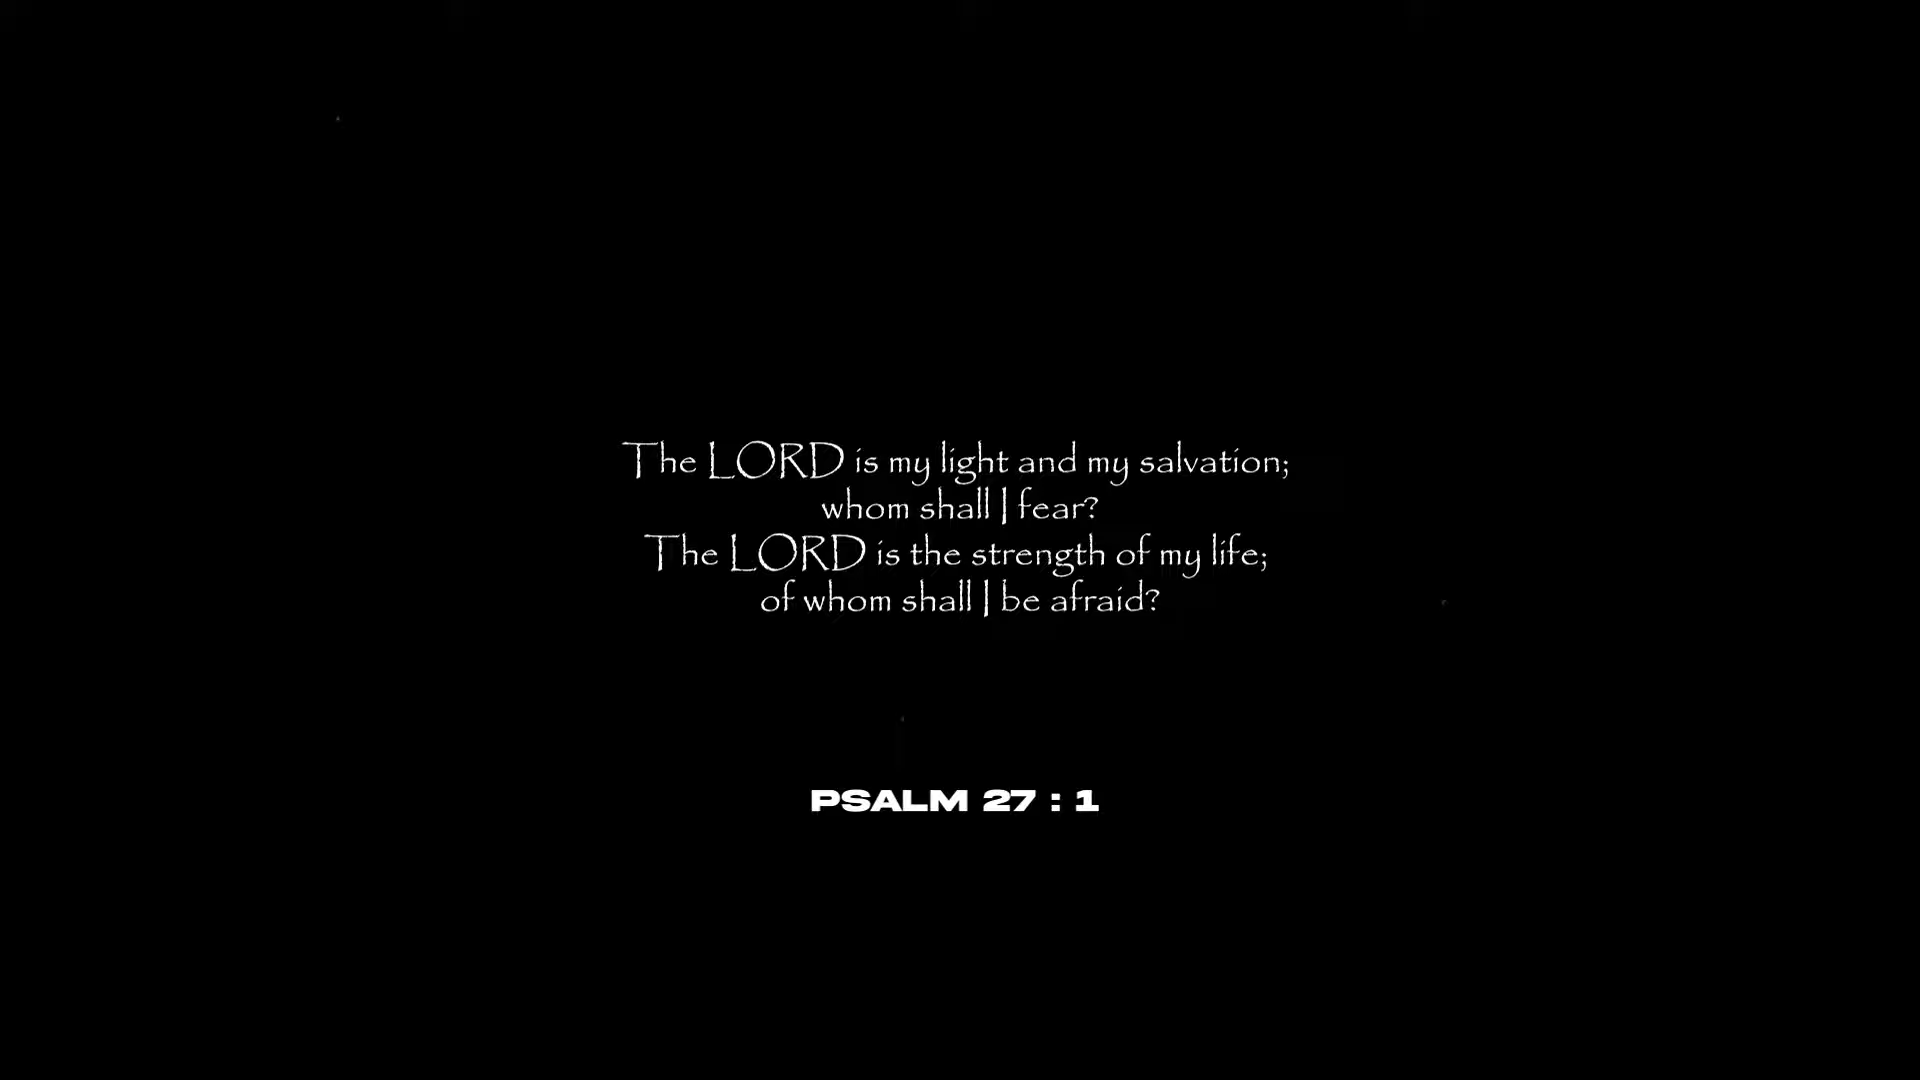 The LORD is my light and my salvation;
whom shall I fear?
The LORD is the strength of my life;
of whom shall I be afraid?
PSALM 27 : 1